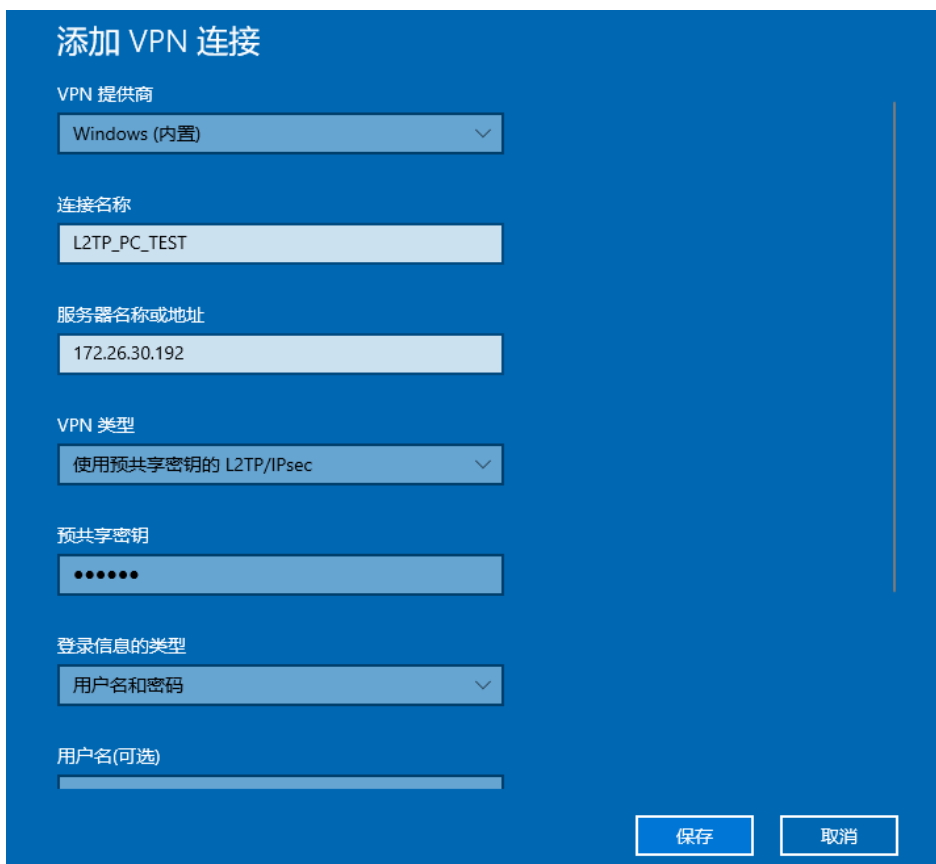 添加 VPN 连接
VPN 提供商
Windows (内置)
连接名称
L2TP_PC_TEST
服务器名称或地址
172.26.30.192
VPN 类型
使用预共享密钥的 L2TP/IPsec
预共享密钥
●●●●●●
登录信息的类型
用户名和密码
用户名(可选)
保存
取消